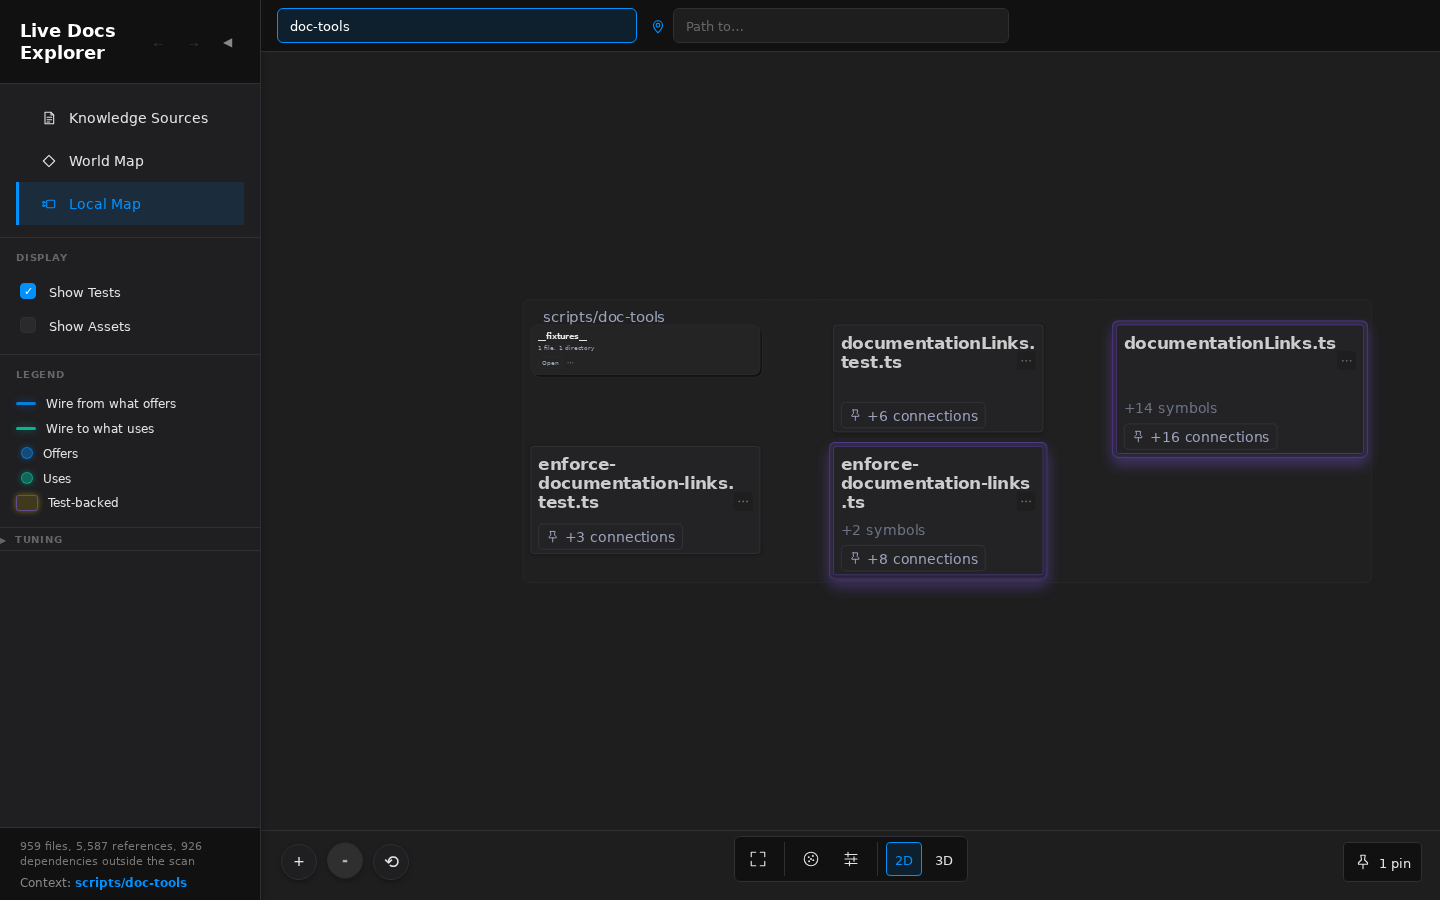 Live Docs
Explorer
← → ◀
Knowledge Sources
World Map
Local Map
DISPLAY
✓ Show Tests
Show Assets
LEGEND
Wire from what offers
Wire to what uses
Offers
Uses
Test-backed
▶ TUNING
959 files, 5,587 references, 926
dependencies outside the scan
Context: scripts/doc-tools
doc-tools
Path to...
scripts/doc-tools
__fixtures__
1 file, 1 directory
Open ...
documentationLinks.
test.ts
...
+6 connections
documentationLinks.ts
...
+14 symbols
+16 connections
enforce-
documentation-links.
test.ts
...
+3 connections
enforce-
documentation-links
.ts
...
+2 symbols
+8 connections
+ - ⟲
2D 3D
1 pin